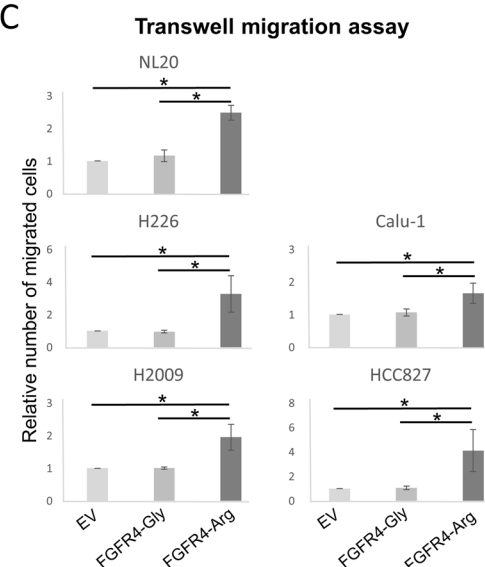 C
Transwell migration assay
Relative number of migrated cells
NL20
* *
3
2
1
0
H226
* *
6
4
2
0
Calu-1
* *
3
2
1
0
H2009
* *
3
2
1
0
EV
FGFR4-Gly
FGFR4-Arg
HCC827
* *
8
6
4
2
0
EV
FGFR4-Gly
FGFR4-Arg